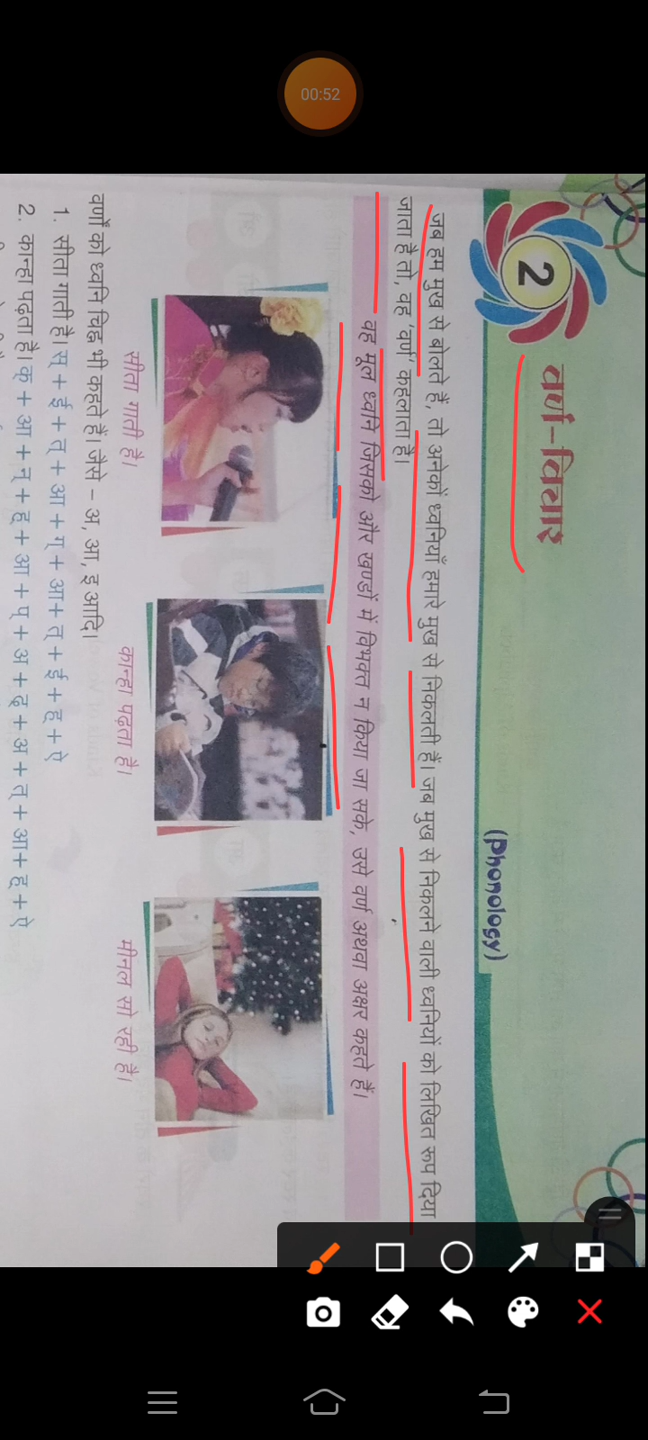 00:52
2
वर्ण-विचार
(Phonology)
जब हम मुख से बोलते हैं, तो अनेकों ध्वनियाँ हमारे मुख से निकलती हैं। जब मुख से निकलने वाली ध्वनियों को लिखित रूप दिया
जाता है तो, वह 'वर्ण' कहलाता है।
वह मूल ध्वनि जिसको और खण्डों में विभक्त न किया जा सके, उसे वर्ण अथवा अक्षर कहते हैं।
सीता गाती है।
कान्हा पढ़ता है।
मीनल सो रही है।
वर्णों को ध्वनि चिह्न भी कहते हैं। जैसे – अ, आ, इ आदि।
1. सीता गाती है। स् + ई + त् + आ + ग् + आ + त् + ई + ह् + ऐ
2. कान्हा पढ़ता है। क् + आ + न् + ह् + आ + प् + अ + ढ़् + अ + त् + आ + ह् + ऐ